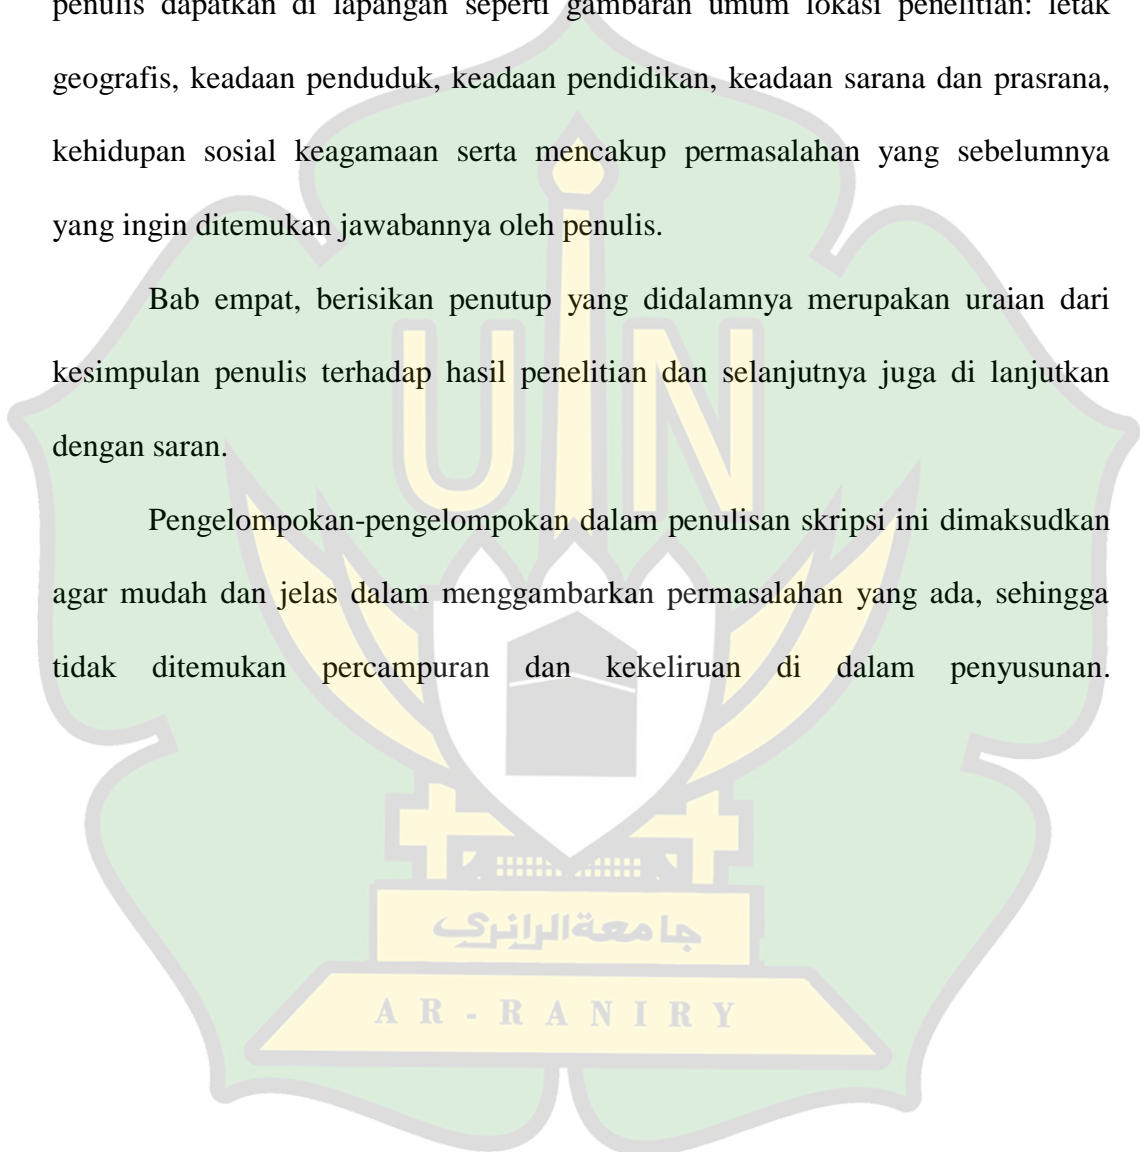 penulis dapatkan di lapangan seperti gambaran umum lokasi penelitian: letak
geografis, keadaan penduduk, keadaan pendidikan, keadaan sarana dan prasrana,
kehidupan sosial keagamaan serta mencakup permasalahan yang sebelumnya
yang ingin ditemukan jawabannya oleh penulis.
Bab empat, berisikan penutup yang didalamnya merupakan uraian dari
kesimpulan penulis terhadap hasil penelitian dan selanjutnya juga di lanjutkan
dengan saran.
Pengelompokan-pengelompokan dalam penulisan skripsi ini dimaksudkan
agar mudah dan jelas dalam menggambarkan permasalahan yang ada, sehingga
tidak ditemukan percampuran dan kekeliruan di dalam penyusunan.
UIN
جامعة الرانري
AR-RANIRY